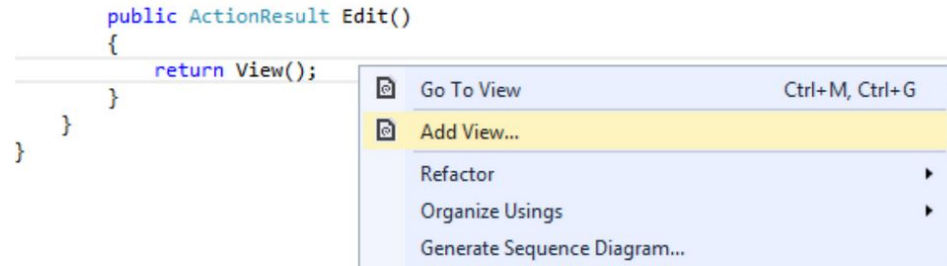 public ActionResult Edit()
{
return View();
}
}
}
Go To View Ctrl+M, Ctrl+G
Add View...
Refactor
Organize Usings
Generate Sequence Diagram...